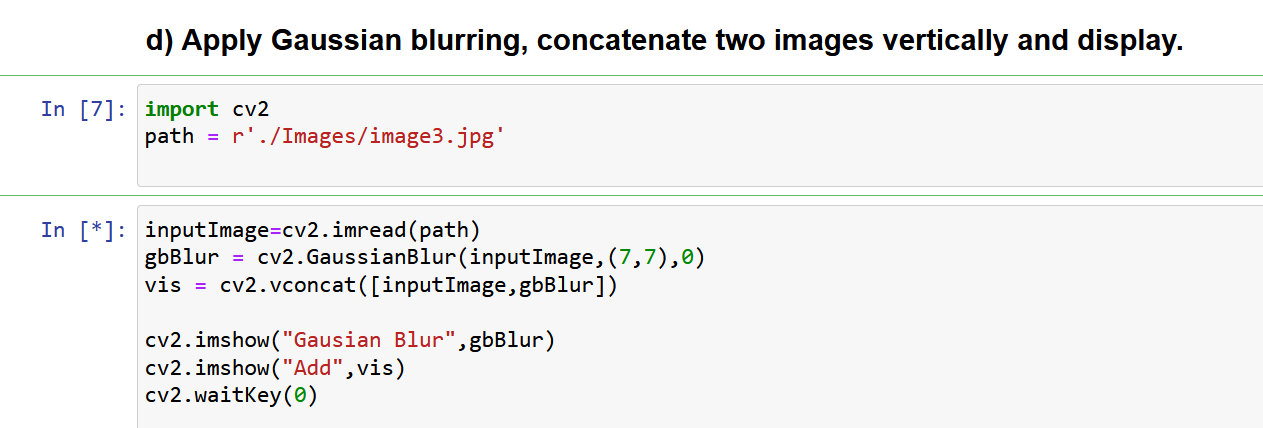 d) Apply Gaussian blurring, concatenate two images vertically and display.
In [7]: import cv2
path = r'./Images/image3.jpg'
In [*]: inputImage=cv2.imread(path)
gbBlur = cv2.GaussianBlur(inputImage,(7,7),0)
vis = cv2.vconcat([inputImage,gbBlur])
cv2.imshow("Gausian Blur",gbBlur)
cv2.imshow("Add",vis)
cv2.waitKey(0)